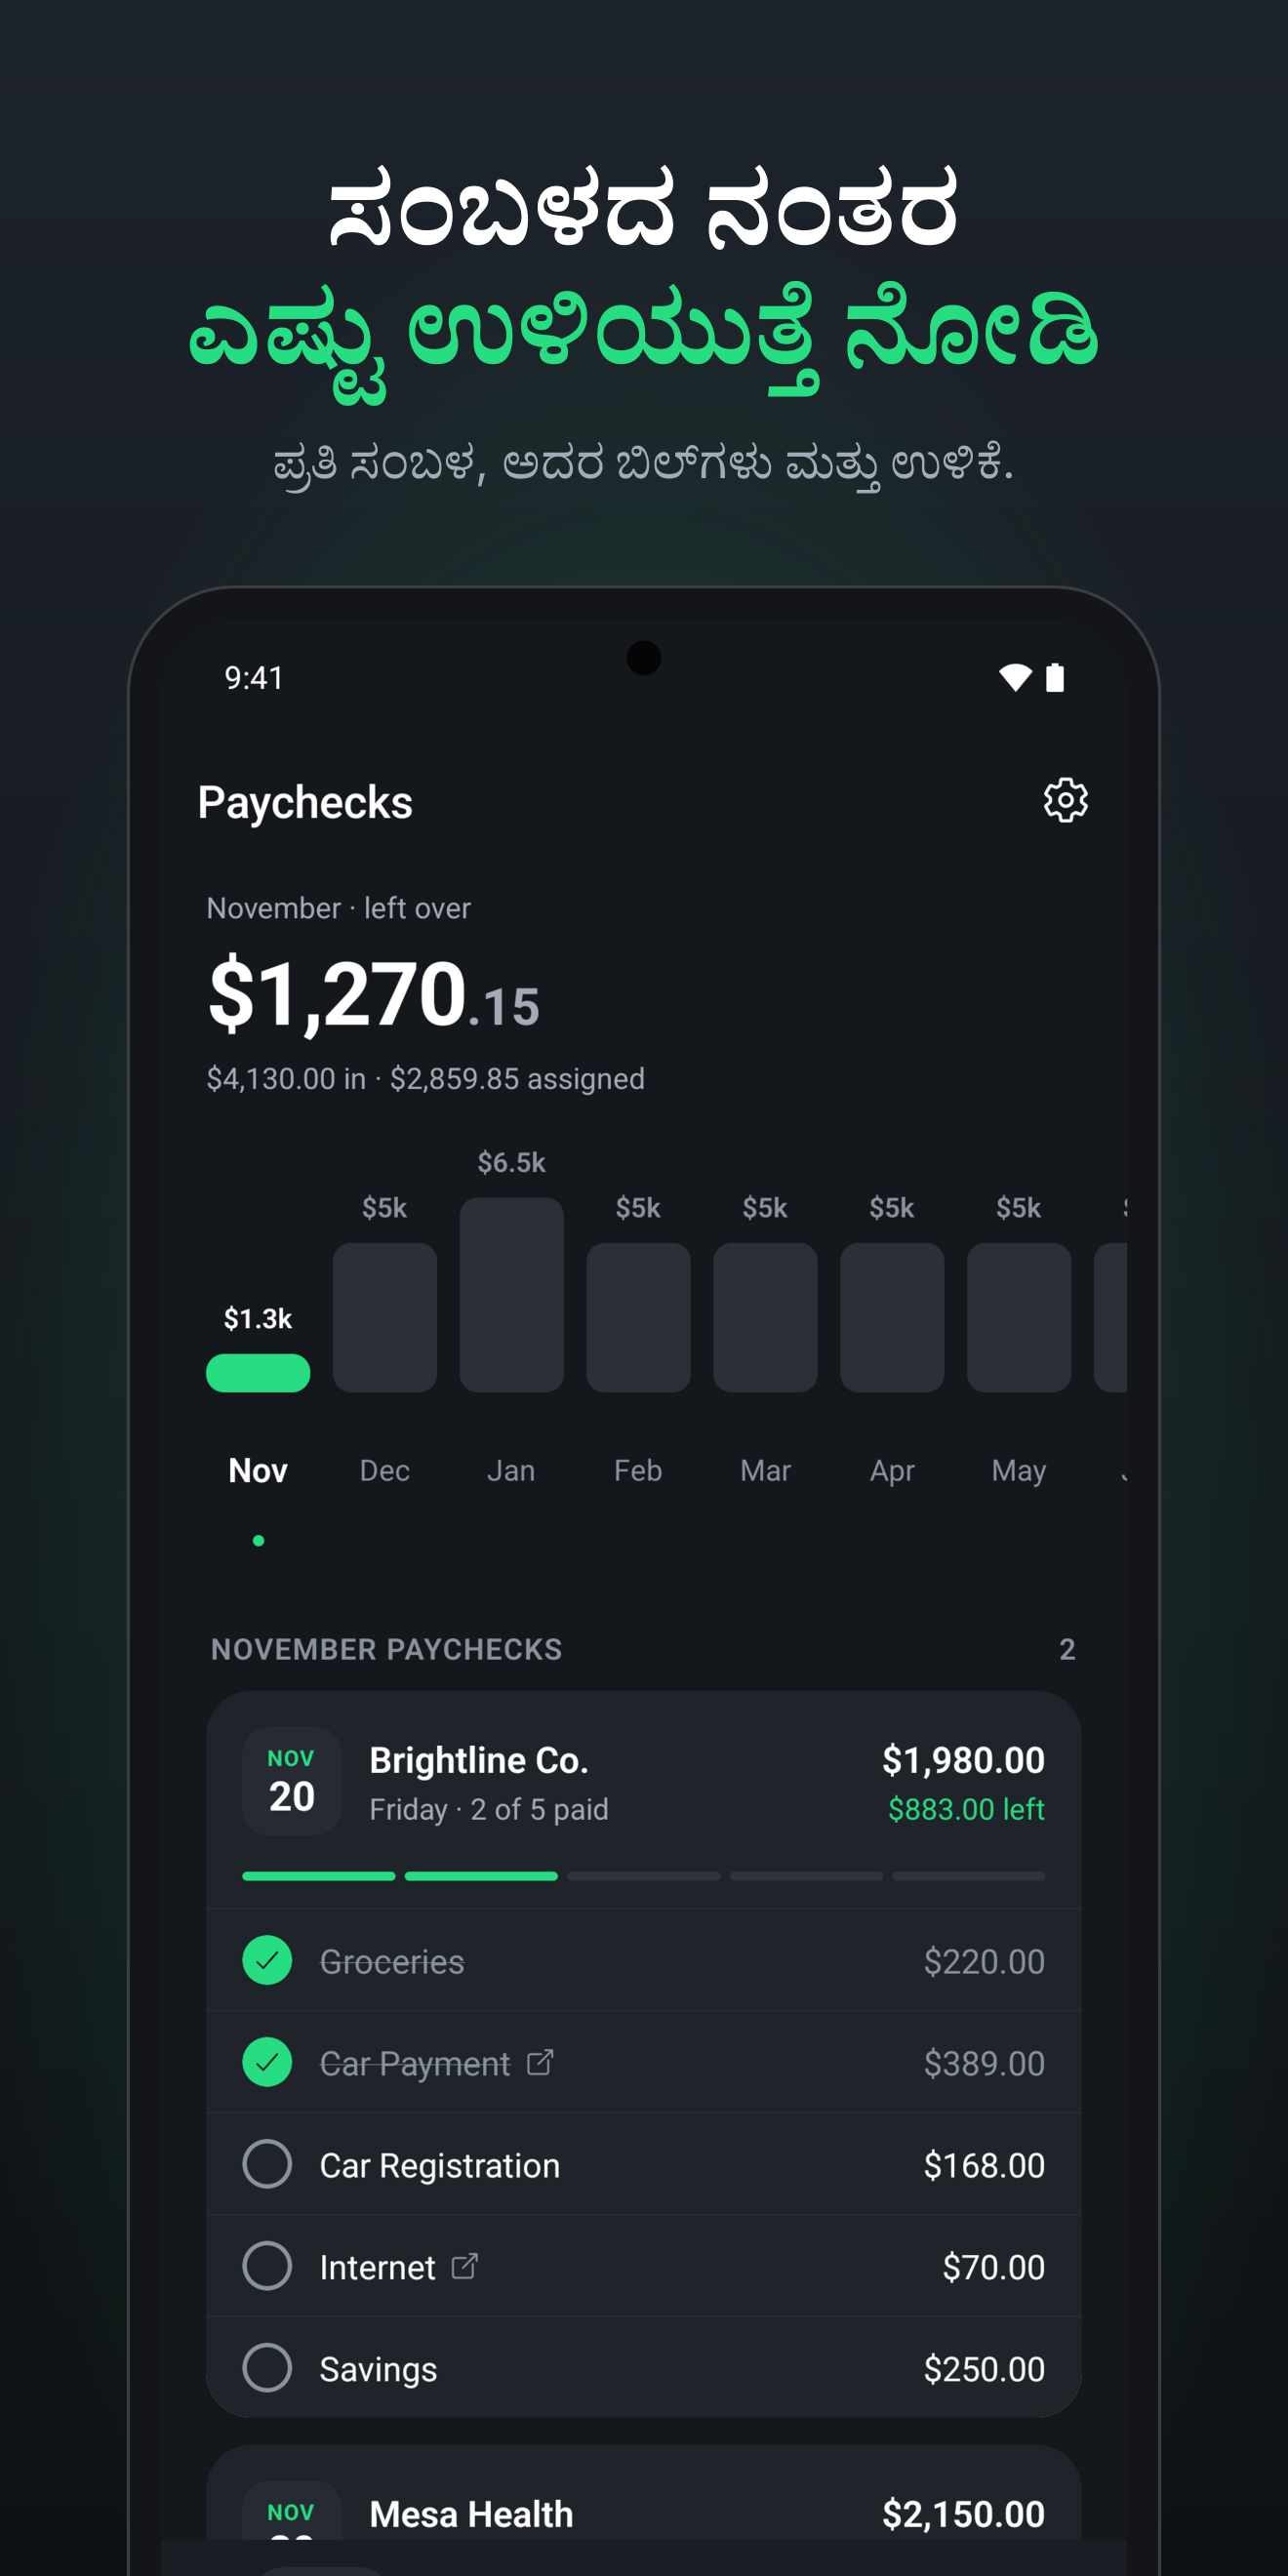 ಸಂಬಳದ ನಂತರ
ಎಷ್ಟು ಉಳಿಯುತ್ತೆ ನೋಡಿ
ಪ್ರತಿ ಸಂಬಳ, ಅದರ ಬಿಲ್‌ಗಳು ಮತ್ತು ಉಳಿಕೆ.
9:41
Paychecks
November · left over
$1,270.15
$4,130.00 in · $2,859.85 assigned
$1.3k $5k $6.5k $5k $5k $5k $5k
Nov Dec Jan Feb Mar Apr May
NOVEMBER PAYCHECKS 2
NOV 20 Brightline Co. $1,980.00
Friday · 2 of 5 paid $883.00 left
Groceries $220.00
Car Payment $389.00
Car Registration $168.00
Internet $70.00
Savings $250.00
NOV Mesa Health $2,150.00